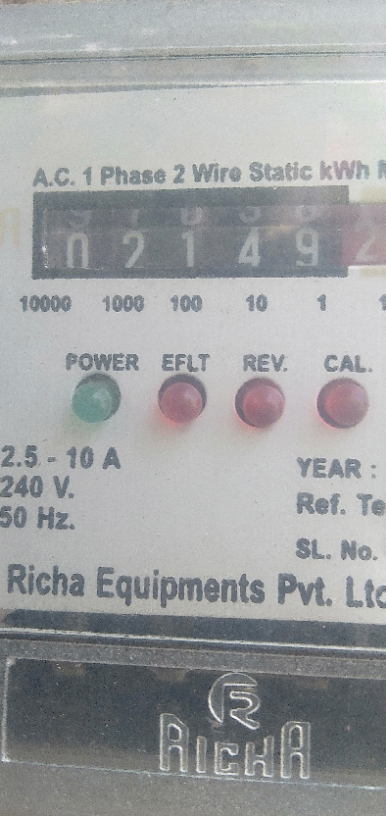 A.C. 1 Phase 2 Wire Static kWh
0 2 1 4 9 2
10000 1000 100 10 1
POWER EFLT REV. CAL.
2.5 - 10 A
240 V.
50 Hz.
YEAR :
Ref. Te
SL. No.
Richa Equipments Pvt. Ltd
R
RICHA